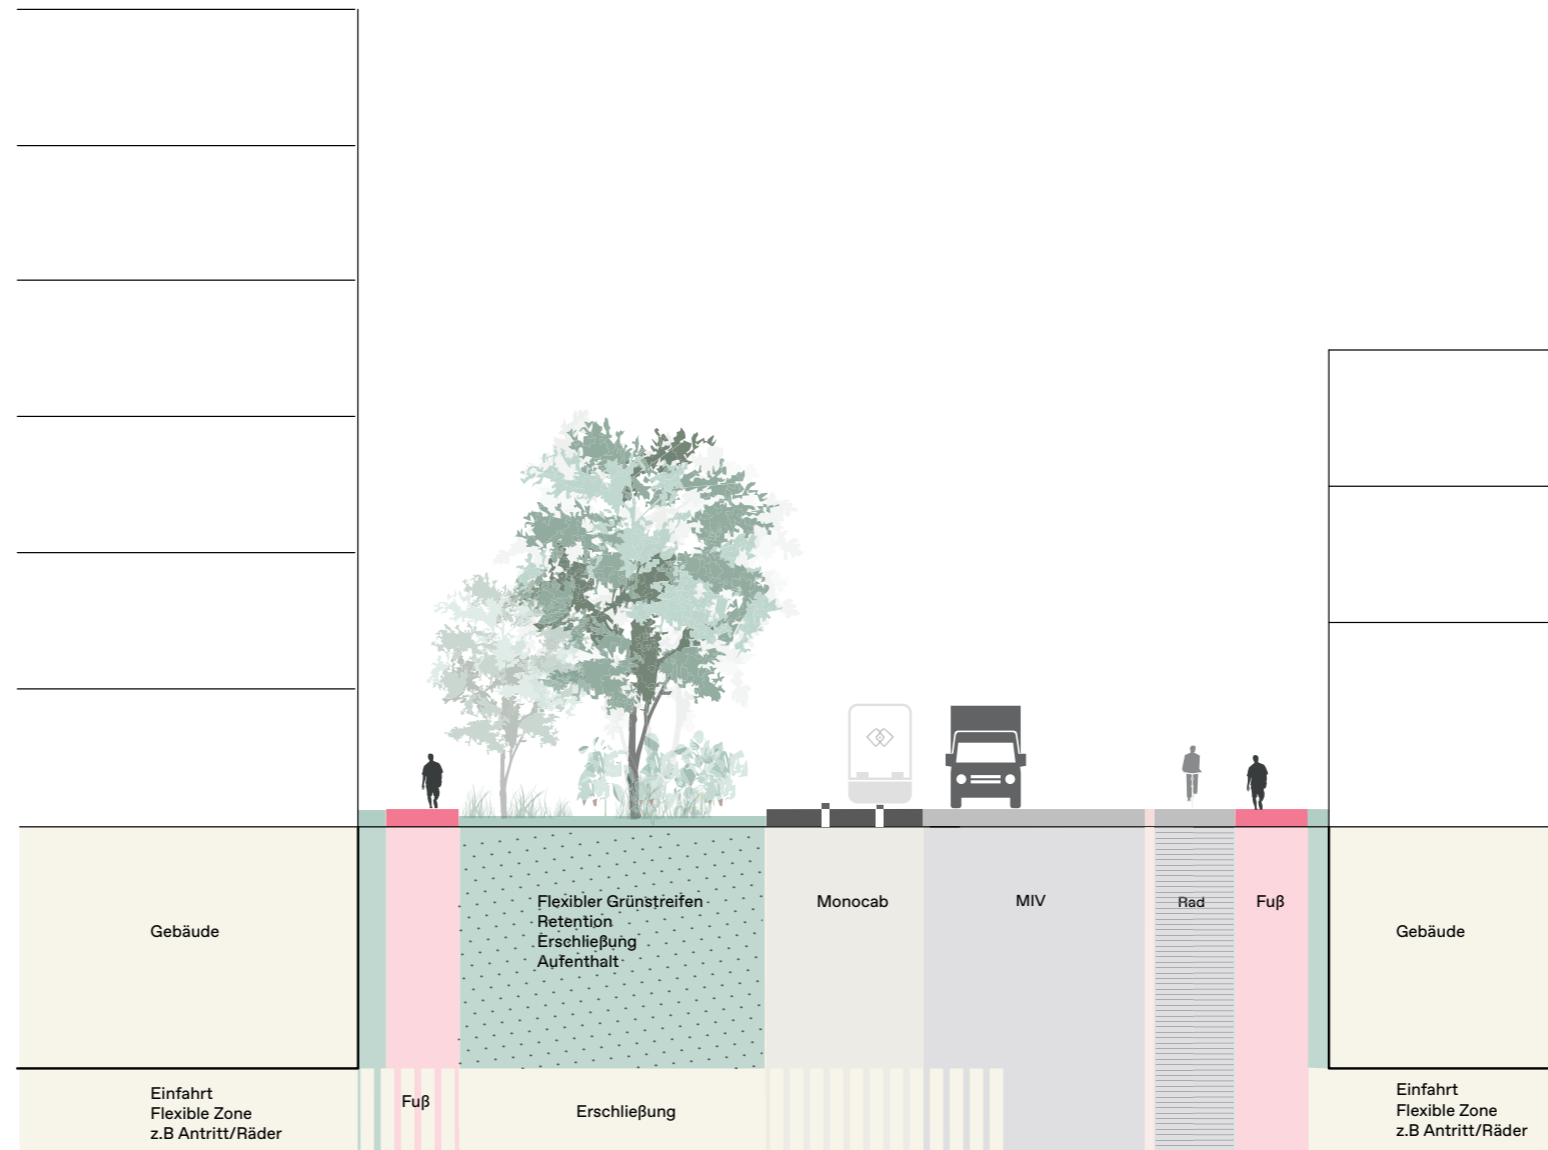 Flexibler Grünstreifen
Retention
Erschließung
Aufenthalt
Monocab
MIV
Rad
Fuß
Gebäude
Gebäude
Einfahrt
Flexible Zone
z.B Antritt/Räder
Fuß
Erschließung
Einfahrt
Flexible Zone
z.B Antritt/Räder